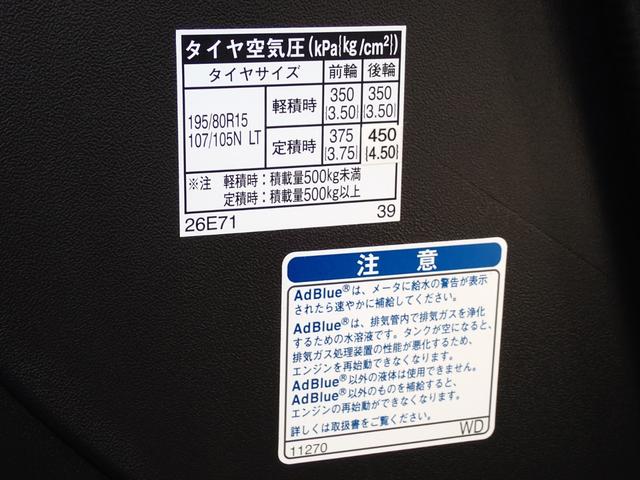 タイヤ空気圧(kPa{kg/cm²})
タイヤサイズ 前輪 後輪
195/80R15
107/105N LT
軽積時 350 {3.50} 350 {3.50}
定積時 375 {3.75} 450 {4.50}
※注 軽積時:積載量500kg未満
定積時:積載量500kg以上
26E71 39
注 意
AdBlue®は、メータに給水の警告が表示
されたら速やかに補給してください。
AdBlue®は、排気管内で排気ガスを浄化
するための水溶液です。タンクが空になると、
排気ガス処理装置の性能が悪化するため、
エンジンを再始動できなくなります。
AdBlue®以外の液体は使用できません。
AdBlue®以外のものを補給すると、
エンジンの再始動ができなくなります。
詳しくは取扱書をご覧ください。
11270 WD